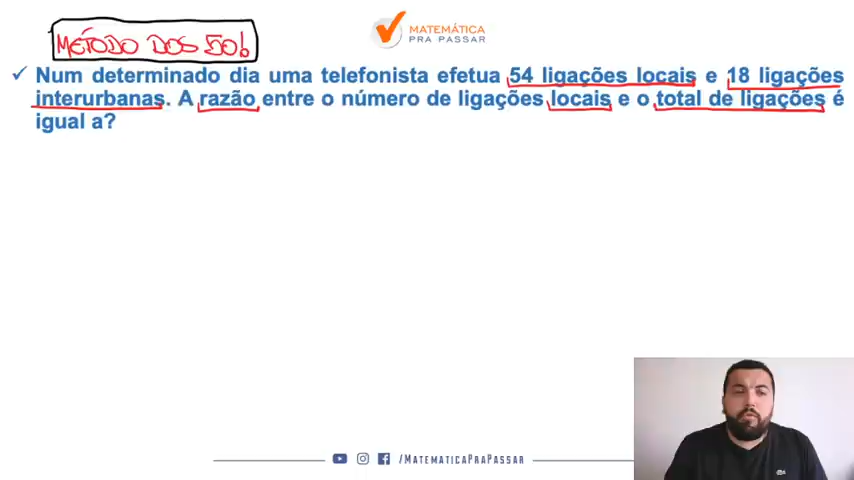 MÉTODO DOS 50!
MATEMÁTICA
PRA PASSAR
✓ Num determinado dia uma telefonista efetua 54 ligações locais e 18 ligações
interurbanas. A razão entre o número de ligações locais e o total de ligações é
igual a?
/MATEMATICAPRAPASSAR